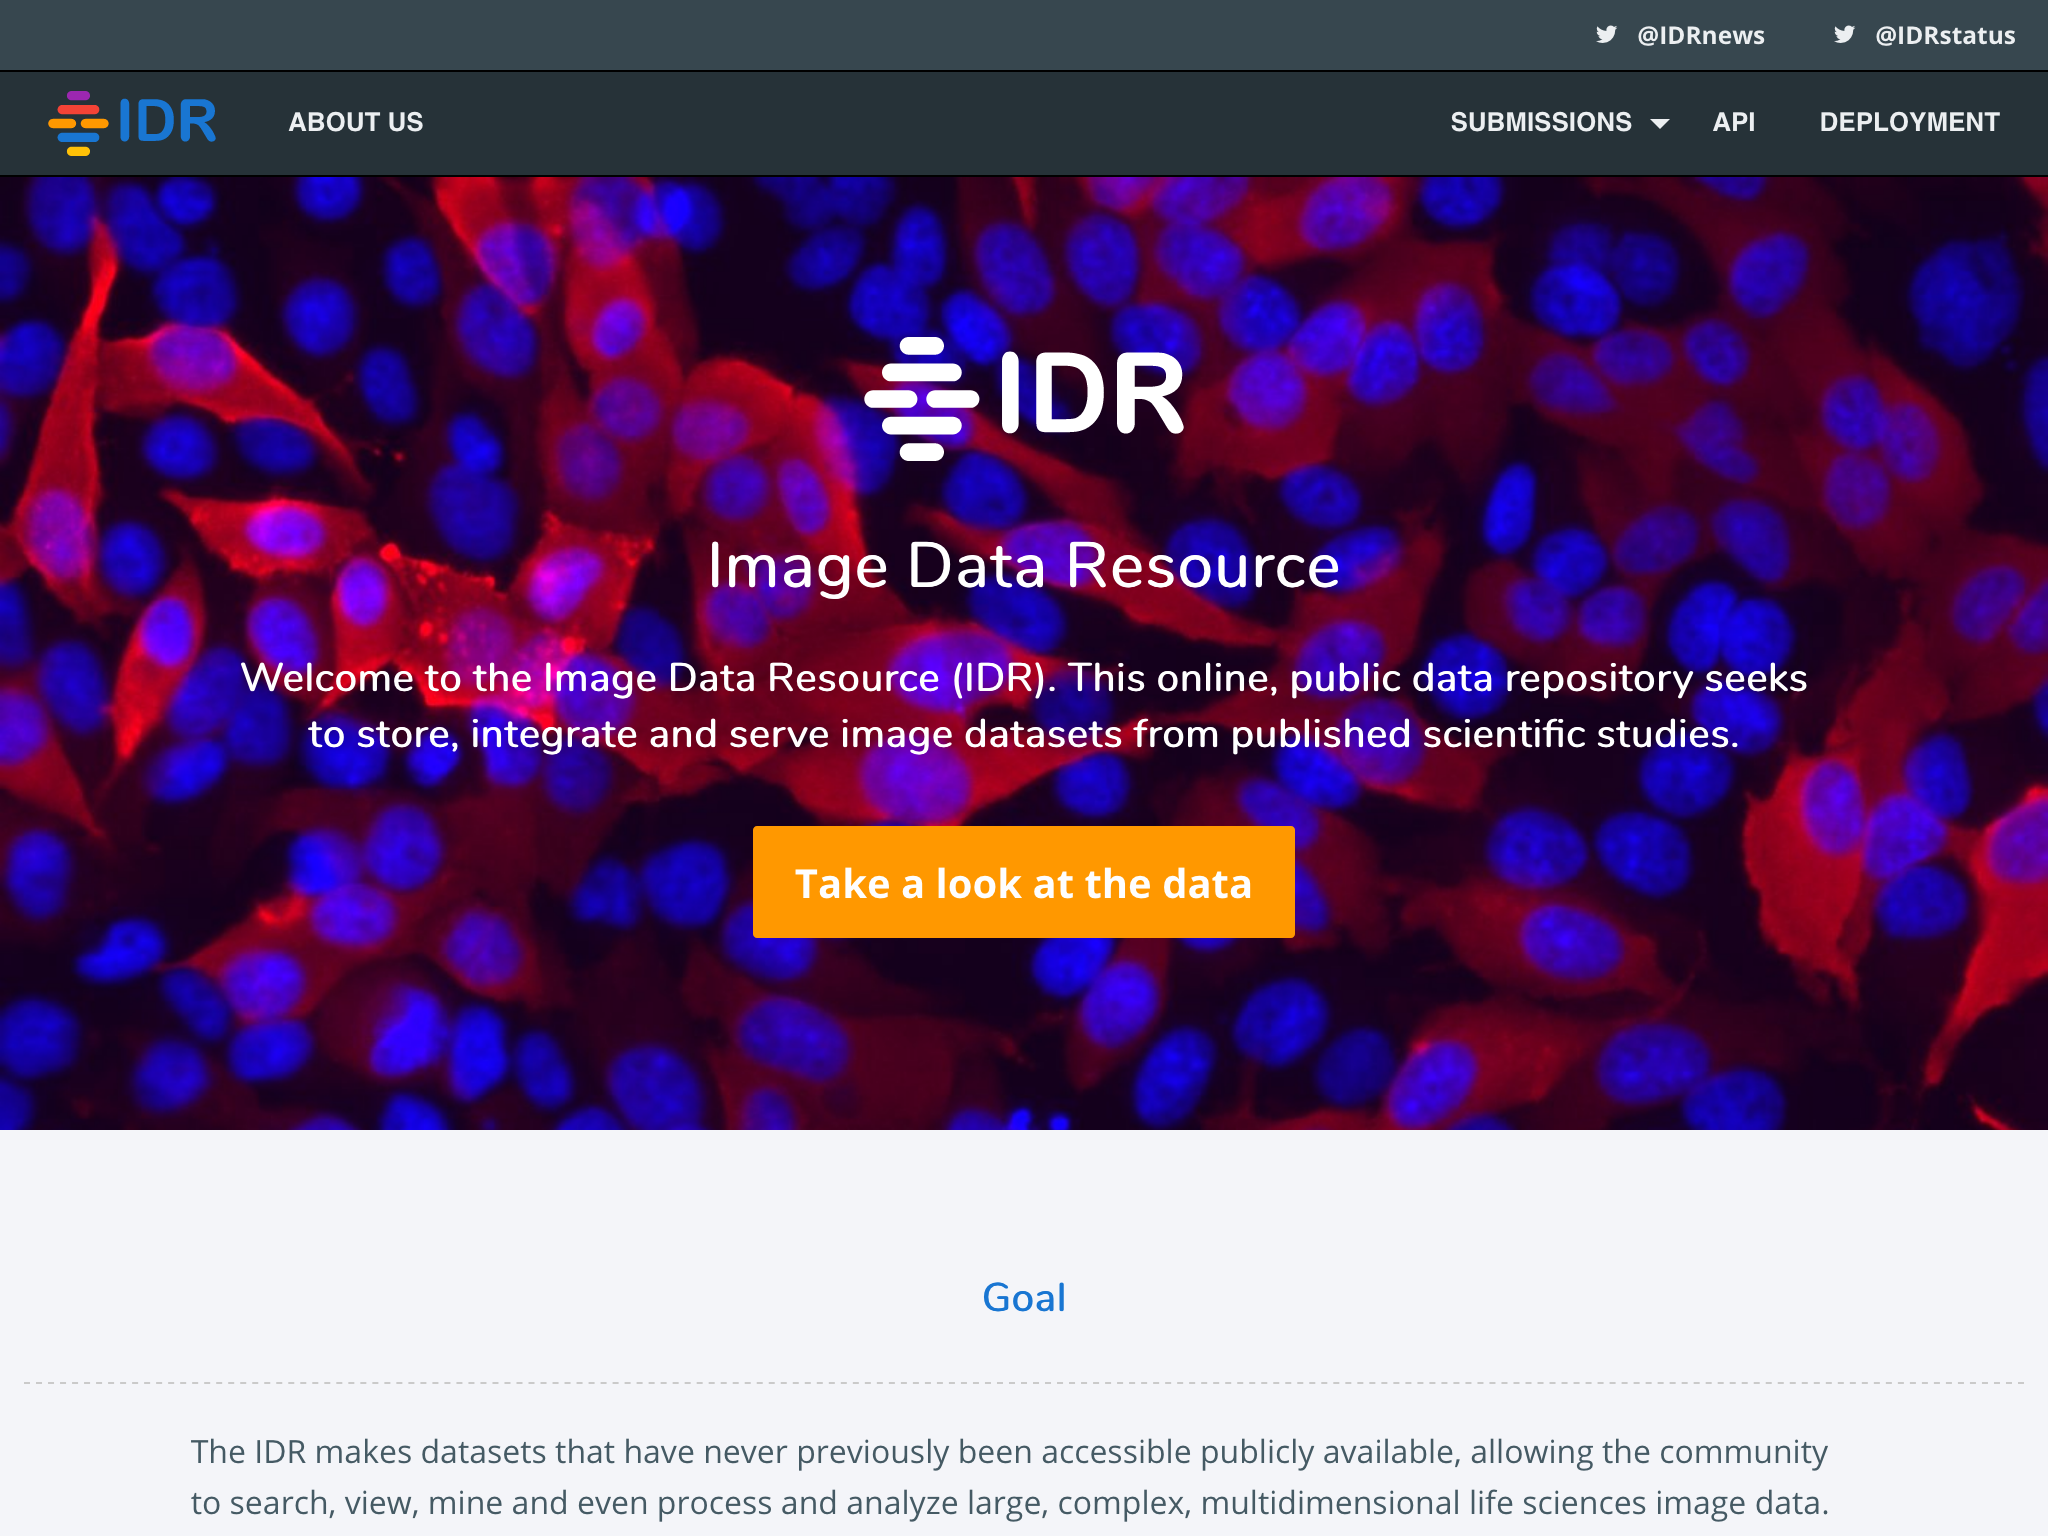 @IDRnews @IDRstatus
IDR ABOUT US SUBMISSIONS API DEPLOYMENT
IDR
Image Data Resource
Welcome to the Image Data Resource (IDR). This online, public data repository seeks
to store, integrate and serve image datasets from published scientific studies.
Take a look at the data
Goal
The IDR makes datasets that have never previously been accessible publicly available, allowing the community
to search, view, mine and even process and analyze large, complex, multidimensional life sciences image data.